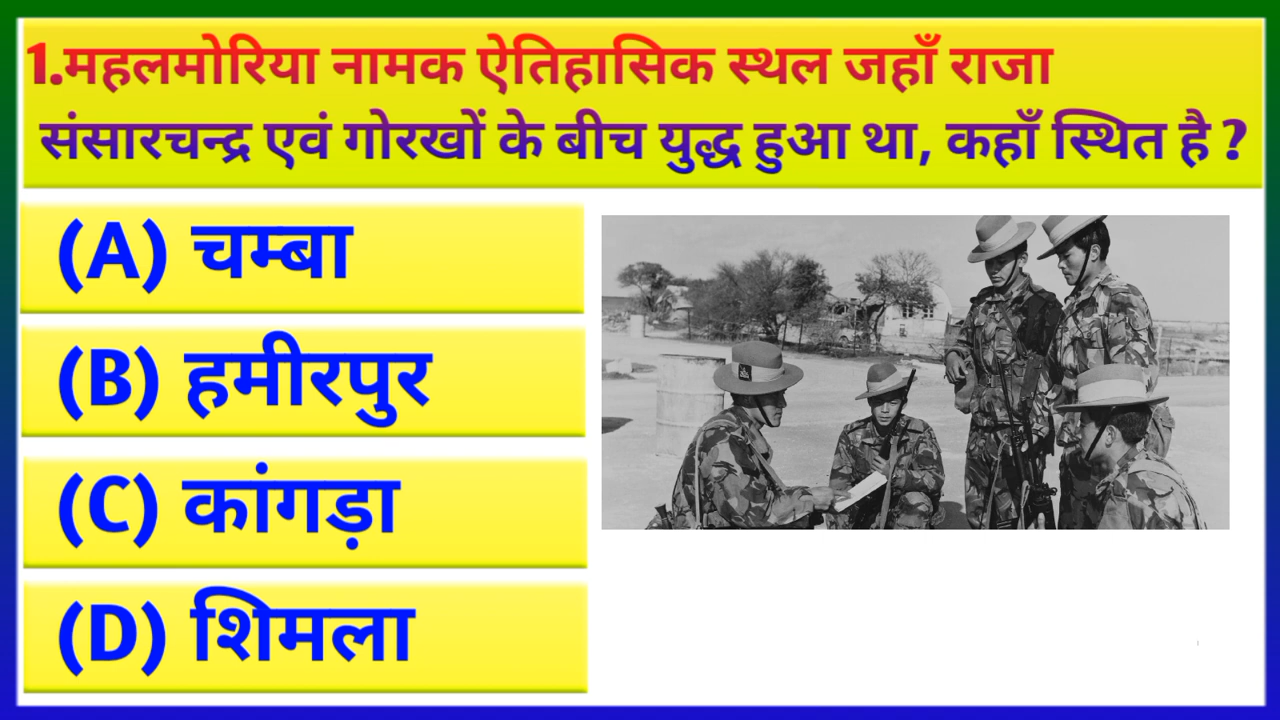 1.महलमोरिया नामक ऐतिहासिक स्थल जहाँ राजा
संसारचन्द्र एवं गोरखों के बीच युद्ध हुआ था, कहाँ स्थित है ?
(A) चम्बा
(B) हमीरपुर
(C) कांगड़ा
(D) शिमला